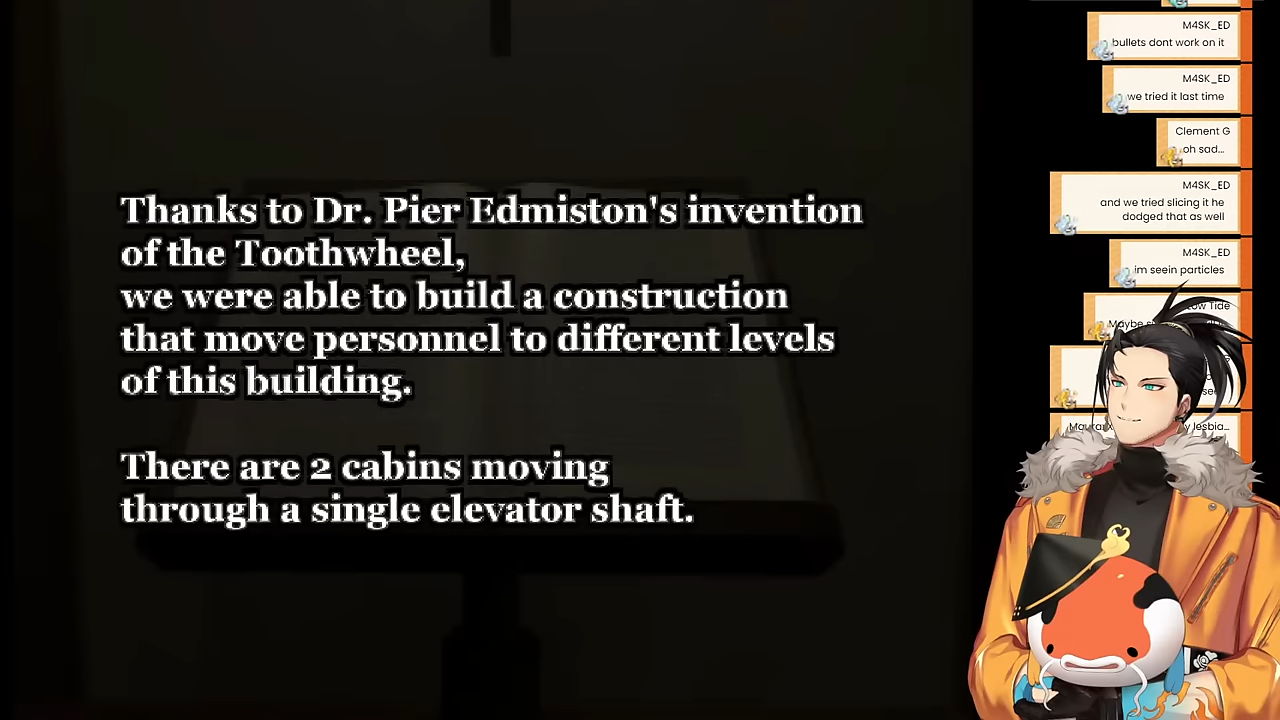 Thanks to Dr. Pier Edmiston's invention
of the Toothwheel,
we were able to build a construction
that move personnel to different levels
of this building.
There are 2 cabins moving
through a single elevator shaft.
M4SK_ED
bullets dont work on it
M4SK_ED
we tried it last time
Clement G
oh sad...
M4SK_ED
and we tried slicing it he
dodged that as well
M4SK_ED
im seein particles
Tide